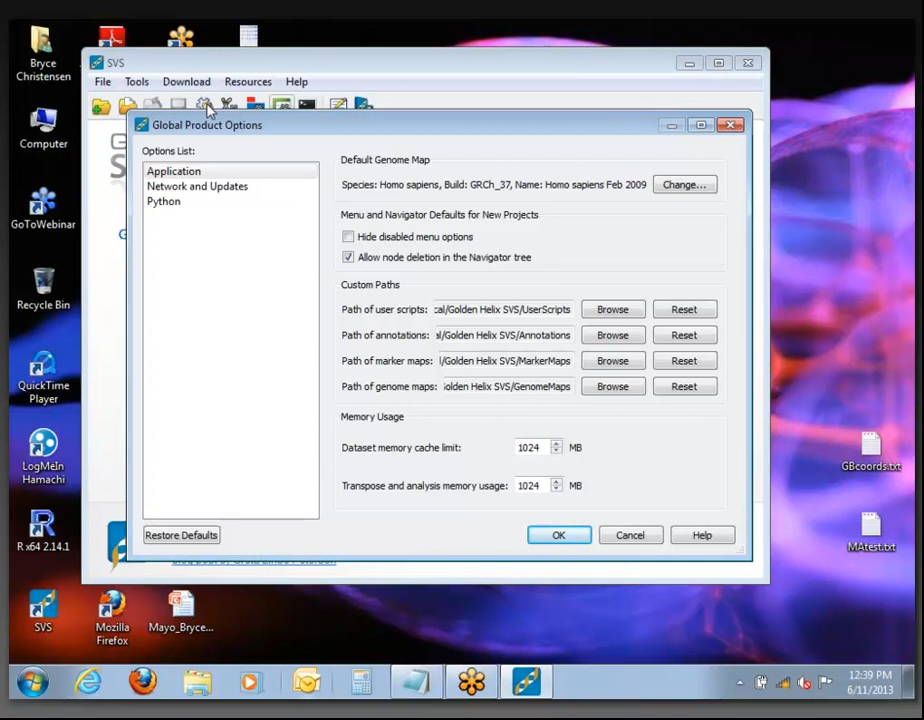 Bryce
Christensen
SVS
File Tools Download Resources Help
Global Product Options
Options List:
Application
Network and Updates
Python
Default Genome Map
Species: Homo sapiens, Build: GRCh_37, Name: Homo sapiens Feb 2009 Change...
Menu and Navigator Defaults for New Projects
Hide disabled menu options
Allow node deletion in the Navigator tree
Custom Paths
Path of user scripts: cal/Golden Helix SVS/UserScripts Browse Reset
Path of annotations: al/Golden Helix SVS/Annotations Browse Reset
Path of marker maps: l/Golden Helix SVS/MarkerMaps Browse Reset
Path of genome maps: Golden Helix SVS/GenomeMaps Browse Reset
Memory Usage
Dataset memory cache limit: 1024 MB
Transpose and analysis memory usage: 1024 MB
Restore Defaults OK Cancel Help
Computer
GoToWebinar
Recycle Bin
QuickTime
Player
LogMeIn
Hamachi
R x64 2.14.1
SVS
Mozilla
Firefox
Mayo_Bryce...
GBcoords.txt
MAtest.txt
12:39 PM
6/11/2013